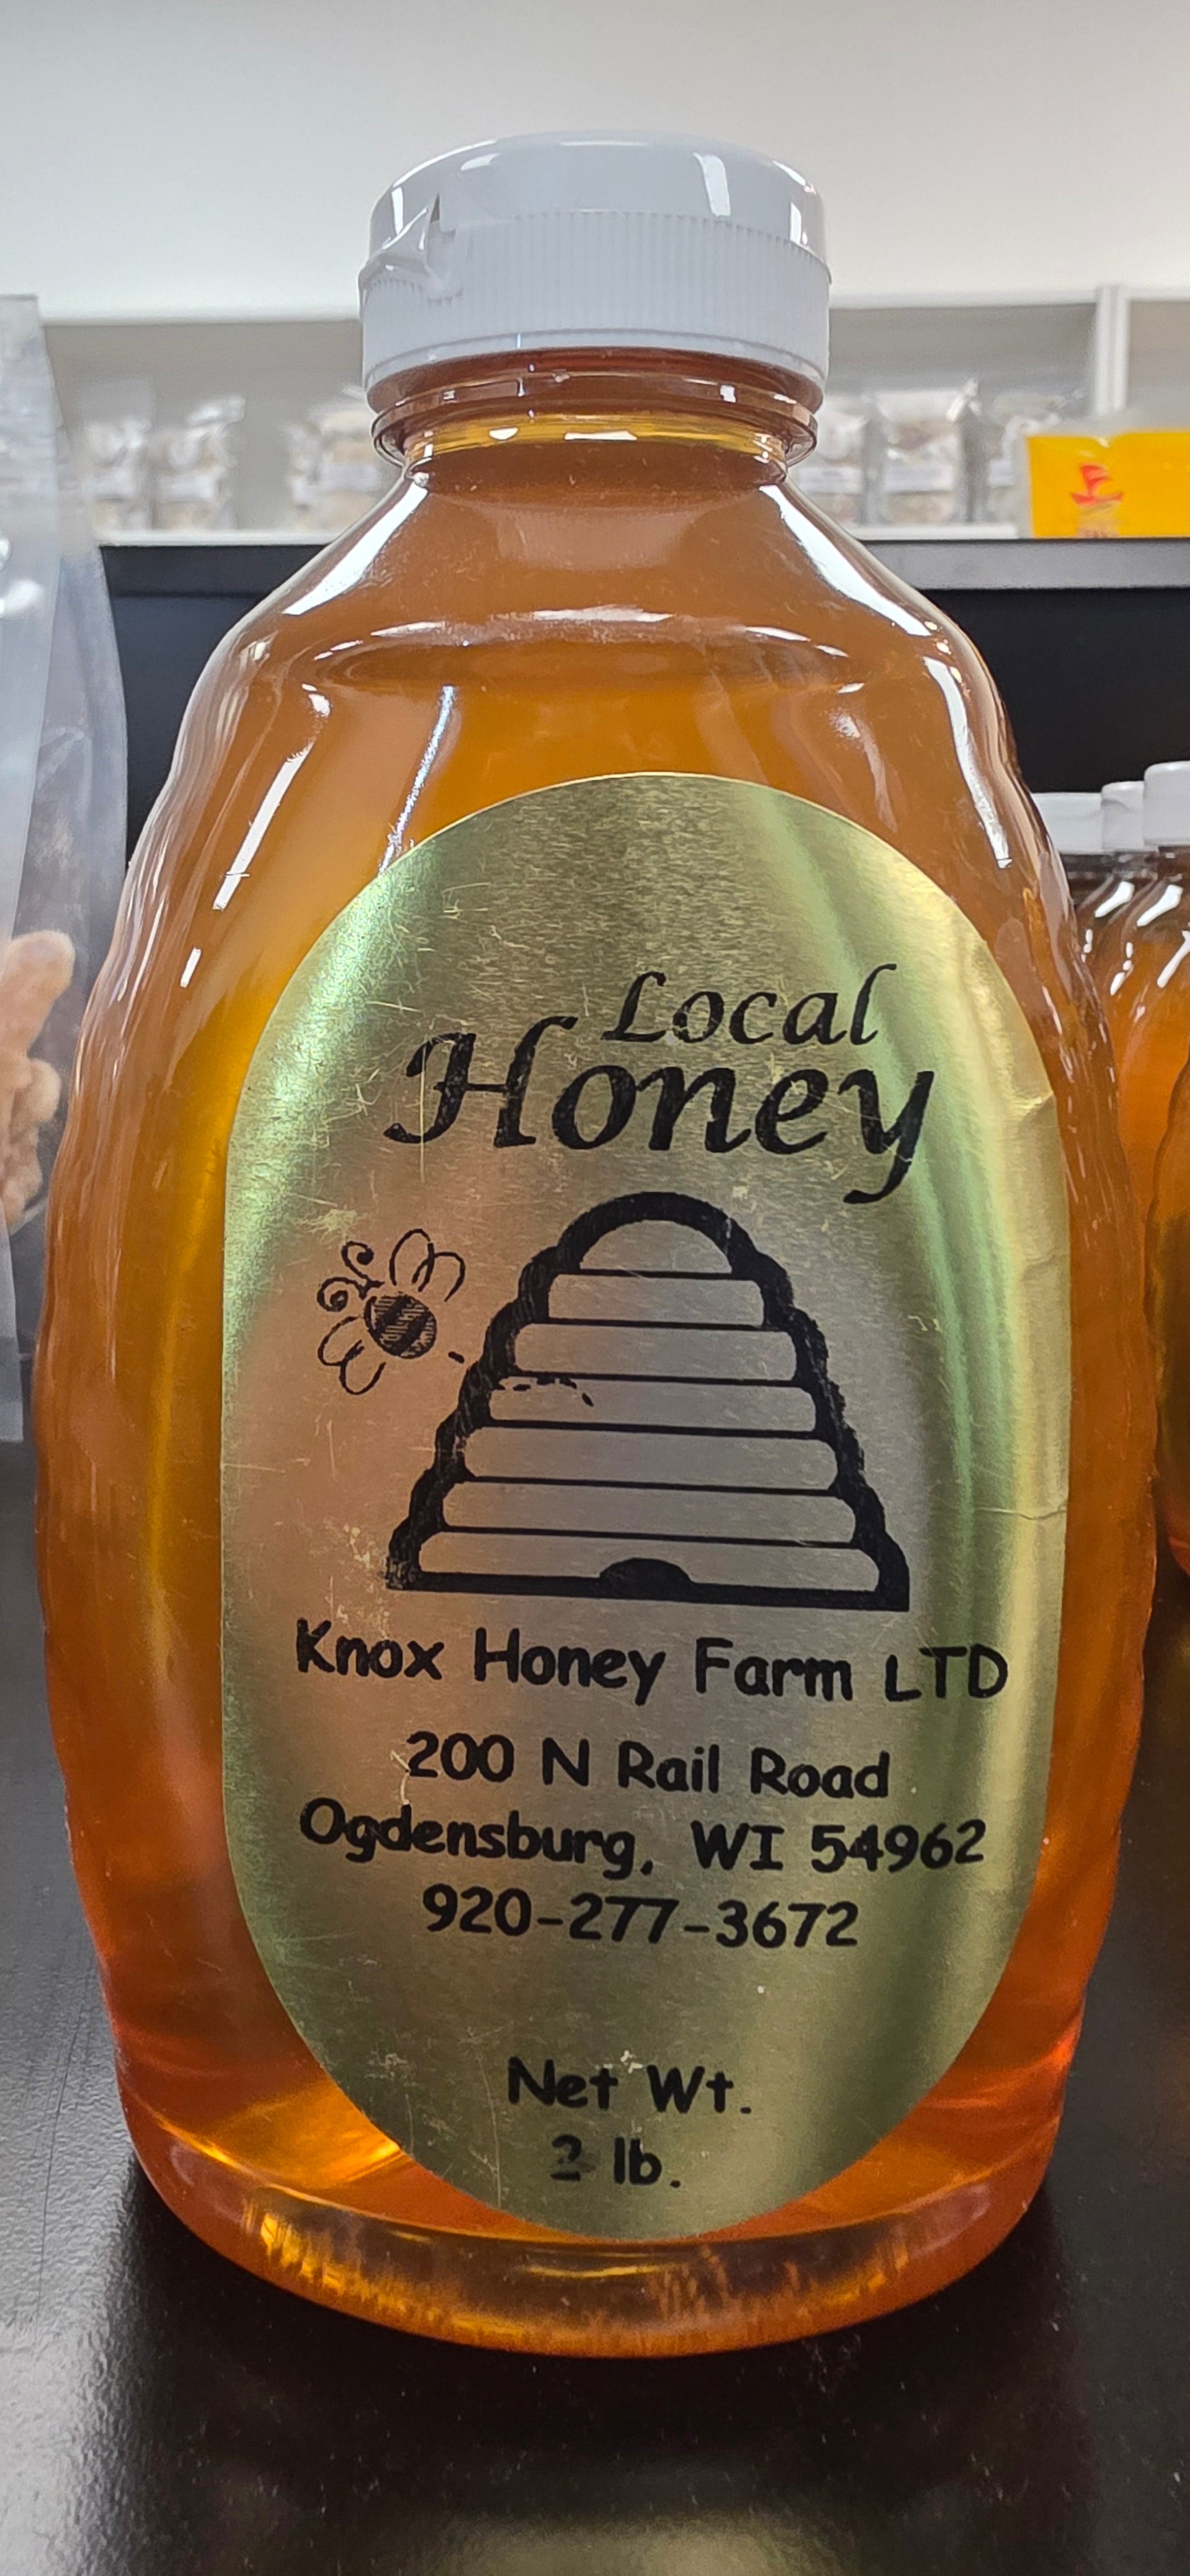 Local
Honey
Knox Honey Farm LTD
200 N Rail Road
Ogdensburg, WI 54962
920-277-3672
Net Wt.
2 lb.